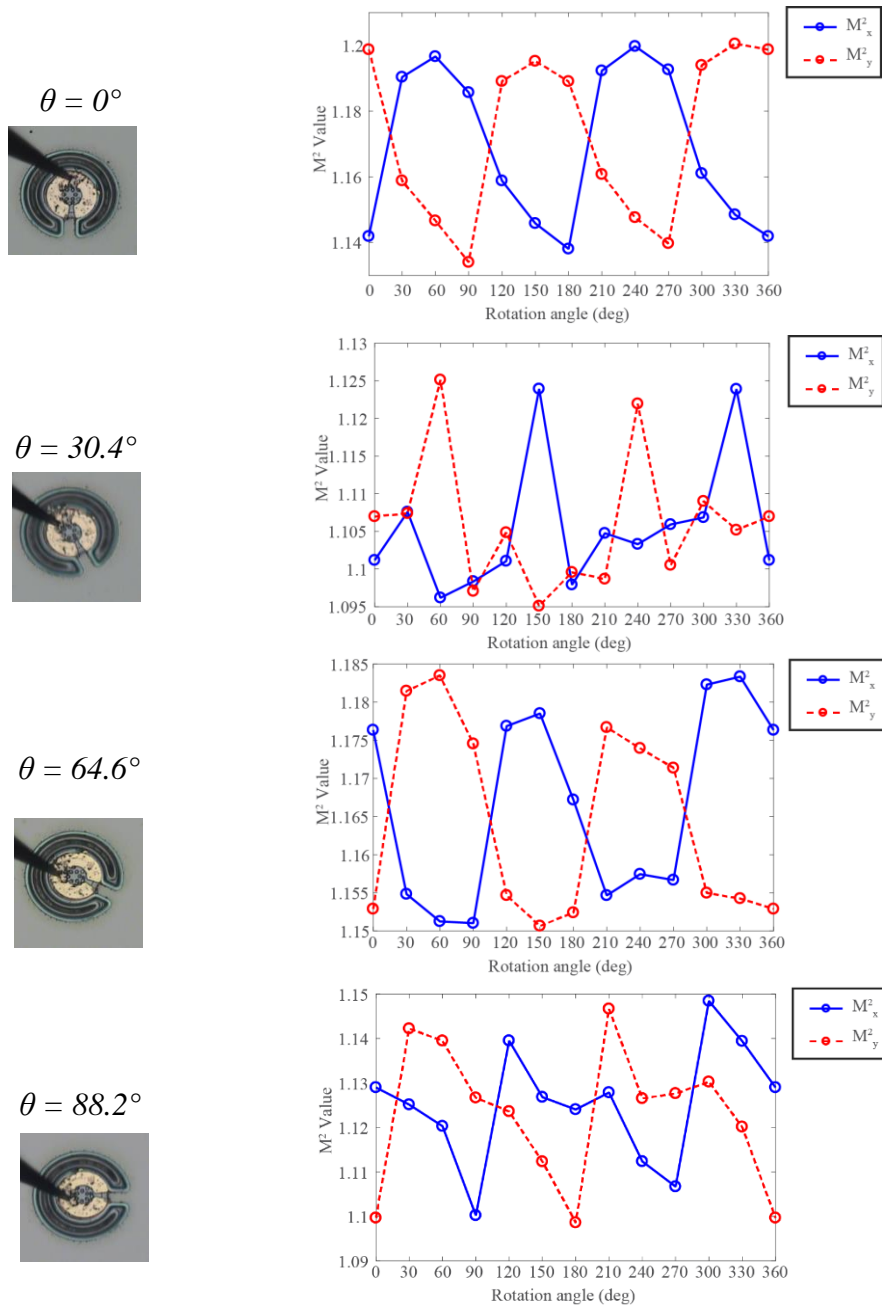 θ = 0°
M² Value
1.2
1.18
1.16
1.14
0 30 60 90 120 150 180 210 240 270 300 330 360
Rotation angle (deg)
M²ₓ
M²ᵧ
θ = 30.4°
M² Value
1.13
1.125
1.12
1.115
1.11
1.105
1.1
1.095
0 30 60 90 120 150 180 210 240 270 300 330 360
Rotation angle (deg)
M²ₓ
M²ᵧ
θ = 64.6°
M² Value
1.185
1.18
1.175
1.17
1.165
1.16
1.155
1.15
0 30 60 90 120 150 180 210 240 270 300 330 360
Rotation angle (deg)
M²ₓ
M²ᵧ
θ = 88.2°
M² Value
1.15
1.14
1.13
1.12
1.11
1.1
1.09
0 30 60 90 120 150 180 210 240 270 300 330 360
Rotation angle (deg)
M²ₓ
M²ᵧ